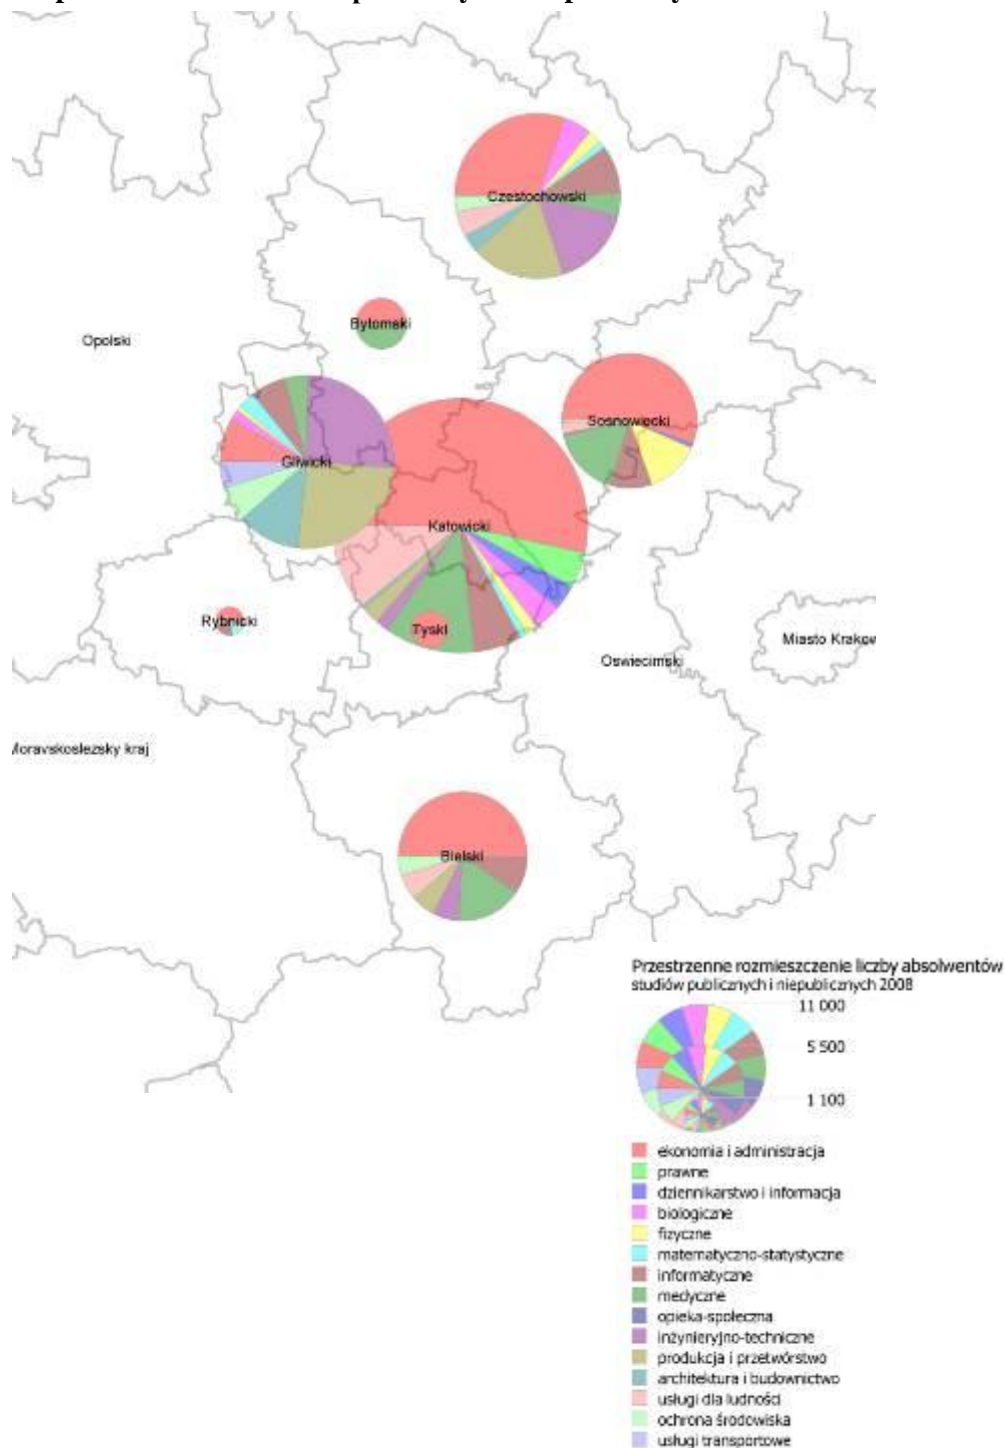 Czestochowski
Bytomski
Opolski
Sosnowiecki
Gliwicki
Katowicki
Rybnicki
Tyski
Miasto Krakow
Oswiecimski
Moravskoslezsky kraj
Bielski
Przestrzenne rozmieszczenie liczby absolwentów
studiów publicznych i niepublicznych 2008
11 000
5 500
1 100
ekonomia i administracja
prawne
dziennikarstwo i informacja
biologiczne
fizyczne
matematyczno-statystyczne
informatyczne
medyczne
opieka-społeczna
inżynieryjno-techniczne
produkcja i przetwórstwo
architektura i budownictwo
usługi dla ludności
ochrona środowiska
usługi transportowe